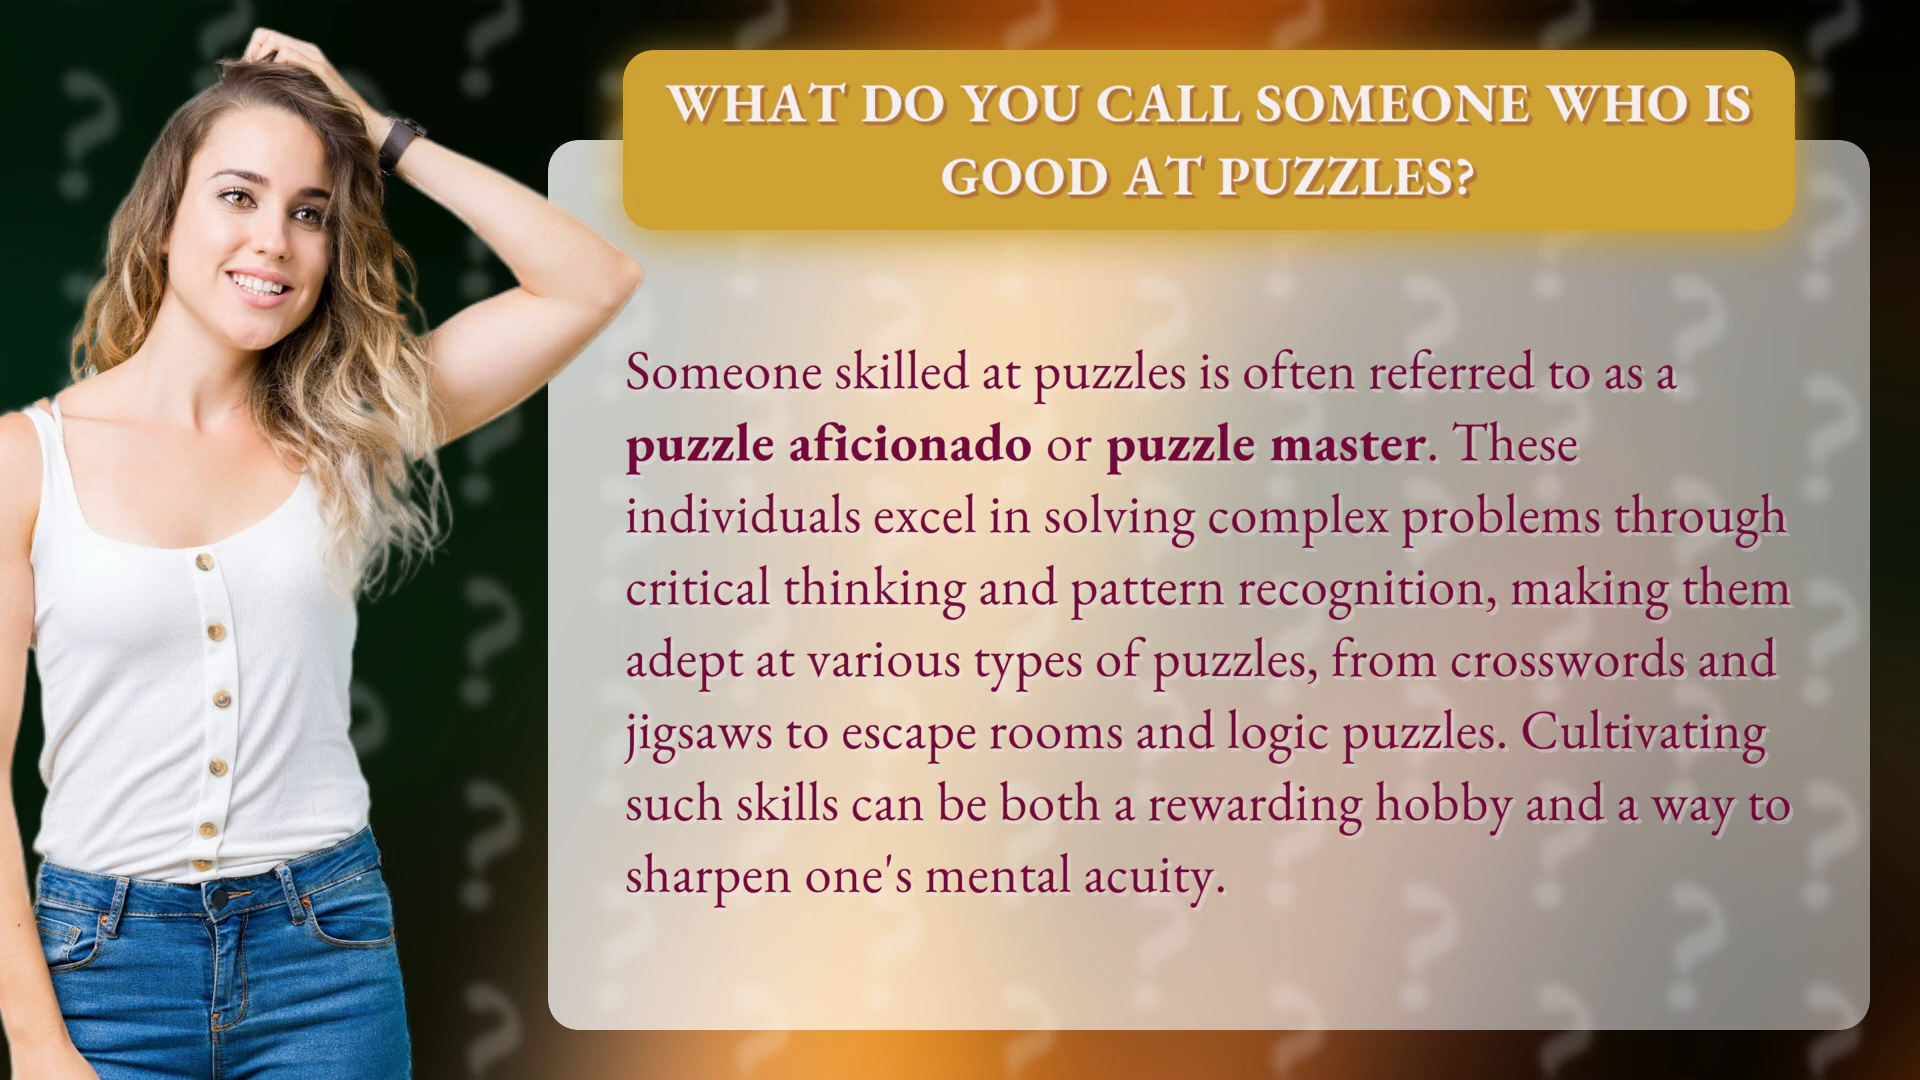 WHAT DO YOU CALL SOMEONE WHO IS
GOOD AT PUZZLES?
Someone skilled at puzzles is often referred to as a
puzzle aficionado or puzzle master. These
individuals excel in solving complex problems through
critical thinking and pattern recognition, making them
adept at various types of puzzles, from crosswords and
jigsaws to escape rooms and logic puzzles. Cultivating
such skills can be both a rewarding hobby and a way to
sharpen one's mental acuity.